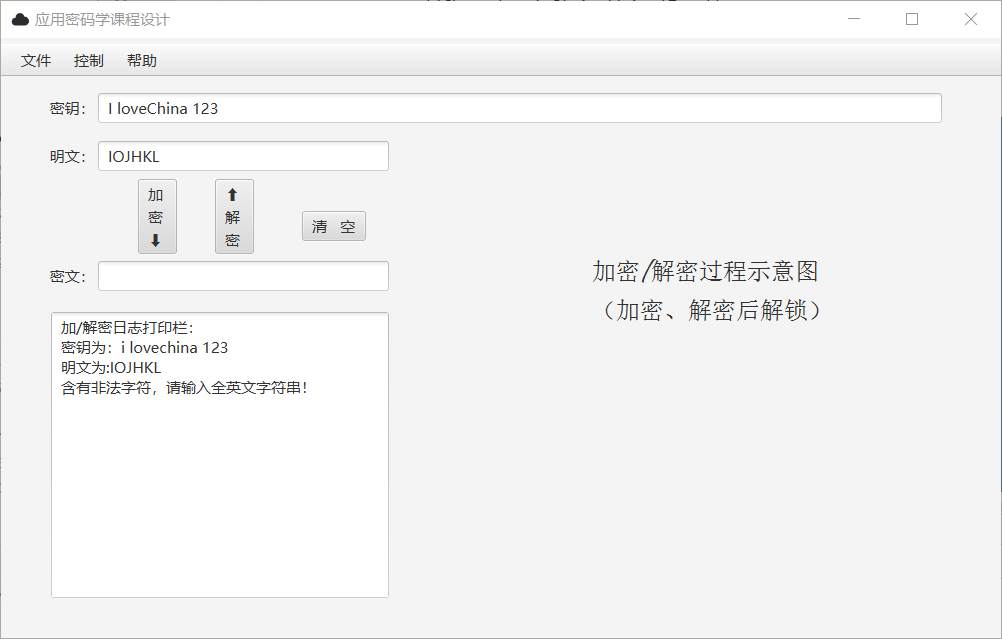 应用密码学课程设计
文件 控制 帮助
密钥： I loveChina 123
明文： IOJHKL
加密⬇ ⬆解密 清 空
密文：
加密/解密过程示意图
（加密、解密后解锁）
加/解密日志打印栏：
密钥为：i lovechina 123
明文为:IOJHKL
含有非法字符，请输入全英文字符串！